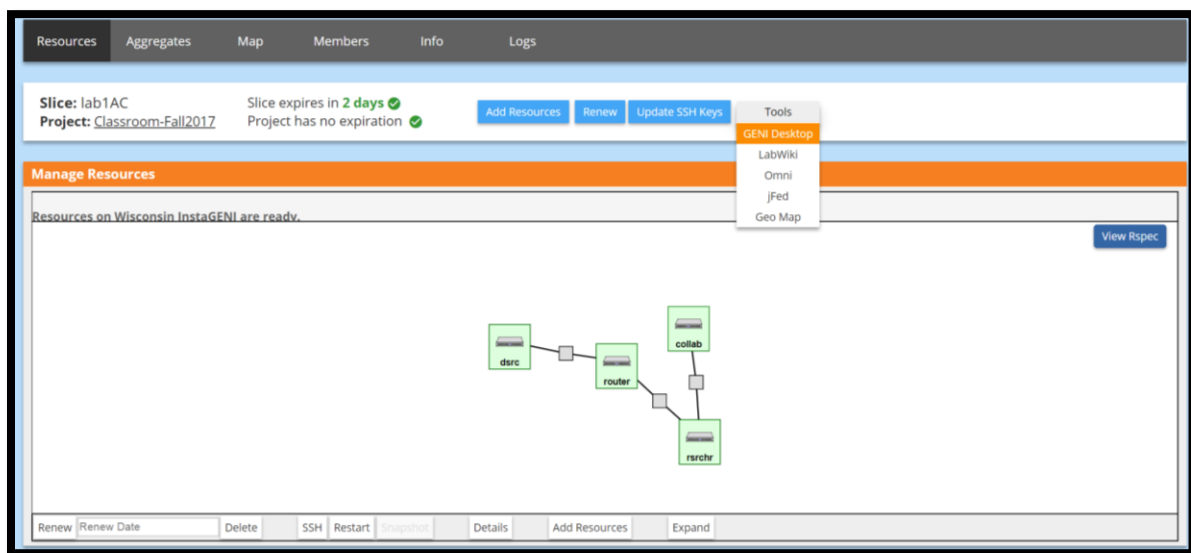 Resources Aggregates Map Members Info Logs
Slice: lab1AC
Project: Classroom-Fall2017
Slice expires in 2 days
Project has no expiration
Add Resources Renew Update SSH Keys Tools
GENI Desktop
LabWiki
Omni
jFed
Geo Map
Manage Resources
Resources on Wisconsin InstaGENI are ready.
View Rspec
collab
dsrc
router
rsrchr
Renew Renew Date Delete SSH Restart Snapshot Details Add Resources Expand